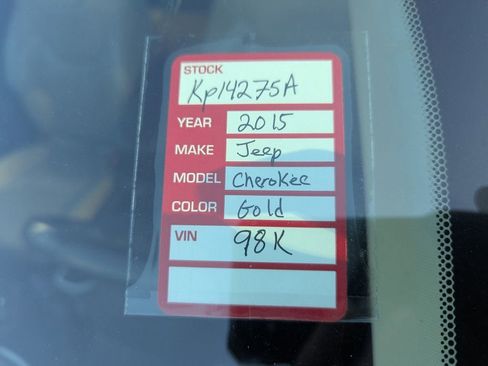 STOCK
Kp14275A
YEAR 2015
MAKE Jeep
MODEL Cherokee
COLOR Gold
VIN 98K